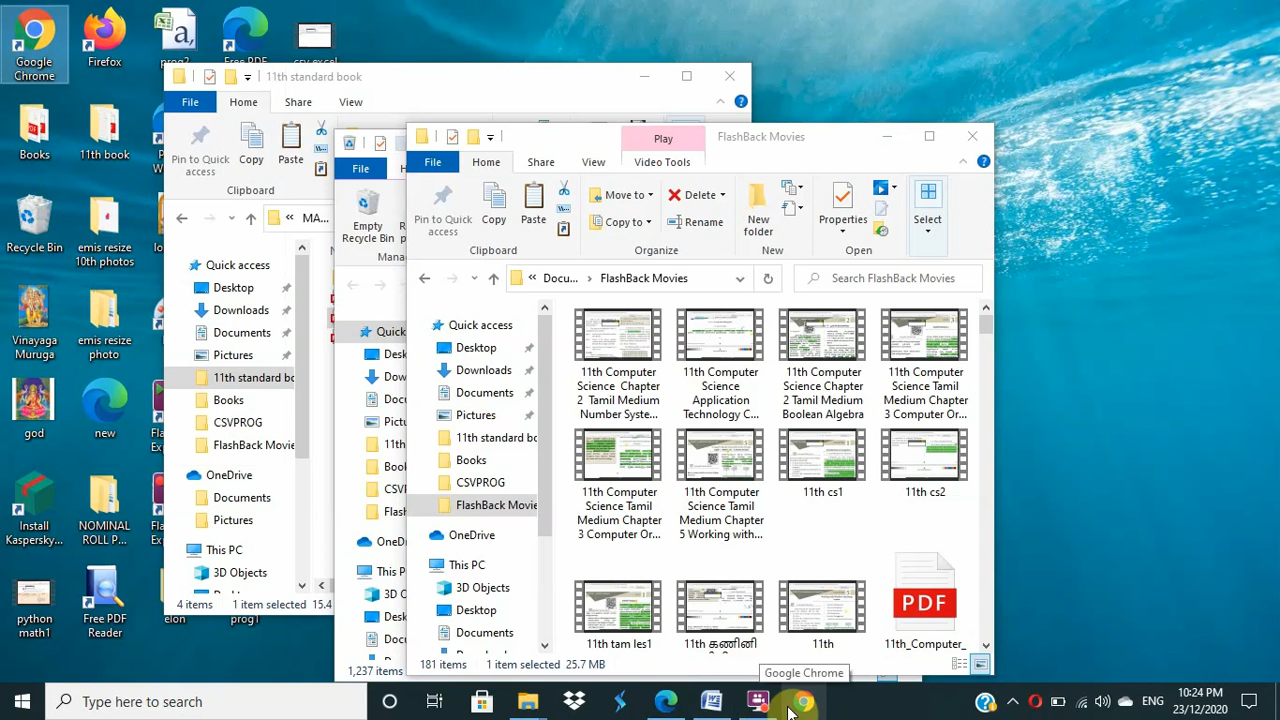 Google
Chrome
Firefox
prog2
Free PDF
csv excel
Books
11th book
Recycle Bin
emis resize
10th photos
Vinayaga
Muruga
emis resize
photo
god
new
Install
Kaspersky...
NOMINAL
ROLL P...
python
math1
Free PDF
prog1
11th standard book
File
Home
Share
View
Pin to Quick
access
Copy
Paste
Clipboard
« MA...
Quick access
Desktop
Downloads
Documents
Pictures
11th standard bo
Books
CSVPROG
FlashBack Movie
OneDrive
Documents
Pictures
This PC
3D Objects
4 items
1 item selected 15.4
File
Empty
Recycle Bin
Quick
1,237 items
Play
FlashBack Movies
File
Home
Share
View
Video Tools
Pin to Quick
access
Copy
Paste
Clipboard
Move to
Copy to
Delete
Rename
Organize
New
folder
New
Properties
Open
Select
« Docu... > FlashBack Movies
Search FlashBack Movies
Quick access
Desktop
Downloads
Documents
Pictures
11th standard bo
Books
CSVPROG
FlashBack Movie
OneDrive
This PC
3D Objects
Desktop
Documents
11th Computer
Science Chapter
2 Tamil Medium
Number Syste...
11th Computer
Science
Application
Technology C...
11th Computer
Science Chapter
2 Tamil Medium
Boolean Algebra
11th Computer
Science Tamil
Medium Chapter
3 Computer Or...
11th Computer
Science Tamil
Medium Chapter
3 Computer Or...
11th Computer
Science Tamil
Medium Chapter
5 Working with...
11th cs1
11th cs2
PDF
11th tam les1
11th கணினி
11th
11th_Computer_
181 items
1 item selected 25.7 MB
Google Chrome
Type here to search
ENG
10:24 PM
23/12/2020